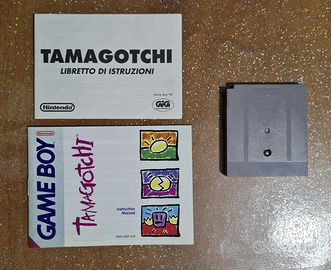 TAMAGOTCHI
LIBRETTO DI ISTRUZIONI
Nintendo
GiG
GAME BOY
TAMAGOTCHI
Nintendo
Instruction
Manual